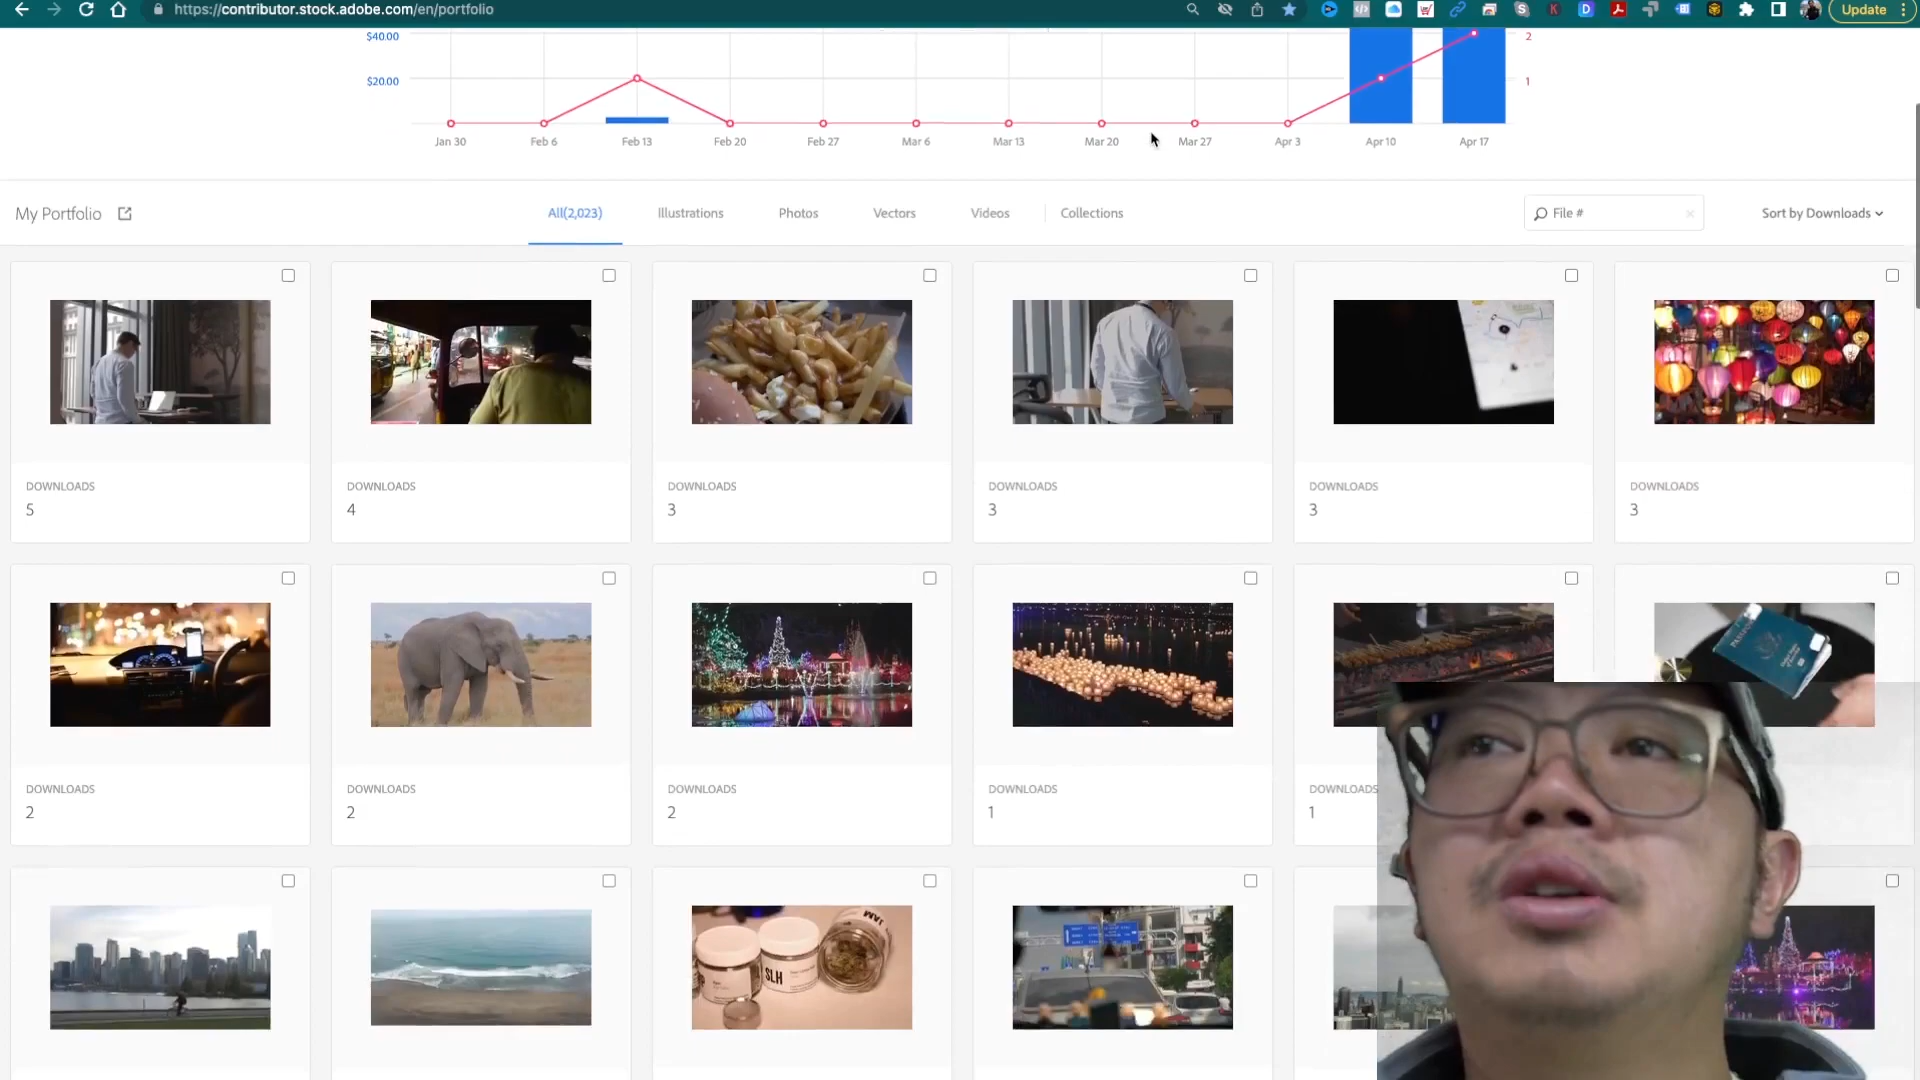 https://contributor.stock.adobe.com/en/portfolio
Update
$40.00
2
$20.00
1
Jan 30
Feb 6
Feb 13
Feb 20
Feb 27
Mar 6
Mar 13
Mar 20
Mar 27
Apr 3
Apr 10
Apr 17
My Portfolio
All(2,023)
Illustrations
Photos
Vectors
Videos
Collections
File #
Sort by Downloads
DOWNLOADS
5
DOWNLOADS
4
DOWNLOADS
3
DOWNLOADS
3
DOWNLOADS
3
DOWNLOADS
3
DOWNLOADS
2
DOWNLOADS
2
DOWNLOADS
2
DOWNLOADS
1
DOWNLOADS
1
SLH
JAM